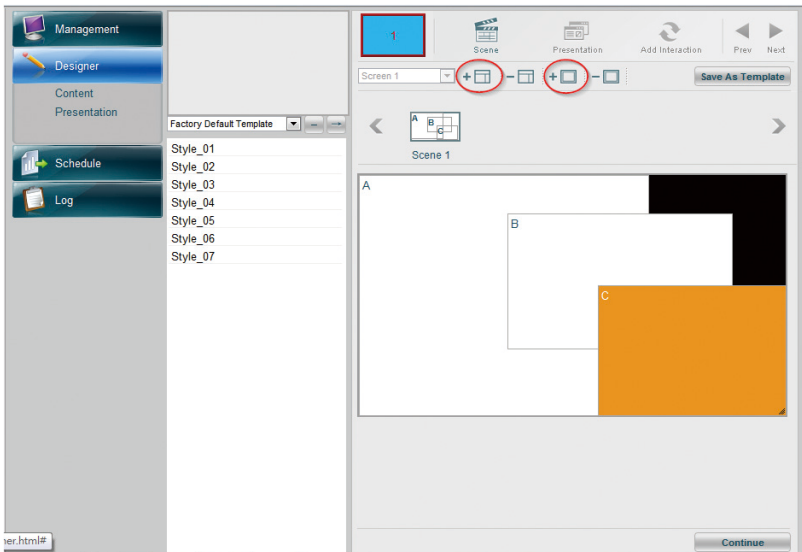 Management
Designer
Content
Presentation
Schedule
Log
ner.html#
Factory Default Template
Style_01
Style_02
Style_03
Style_04
Style_05
Style_06
Style_07
1
Scene
Presentation
Add Interaction
Prev Next
Screen 1
Save As Template
A
B
C
Scene 1
A
B
C
Continue